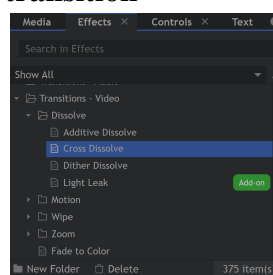 Media Effects × Controls × Text
Search in Effects
Show All
Transitions - Video
Dissolve
Additive Dissolve
Cross Dissolve
Dither Dissolve
Light Leak Add-on
Motion
Wipe
Zoom
Fade to Color
New Folder Delete 375 item(s